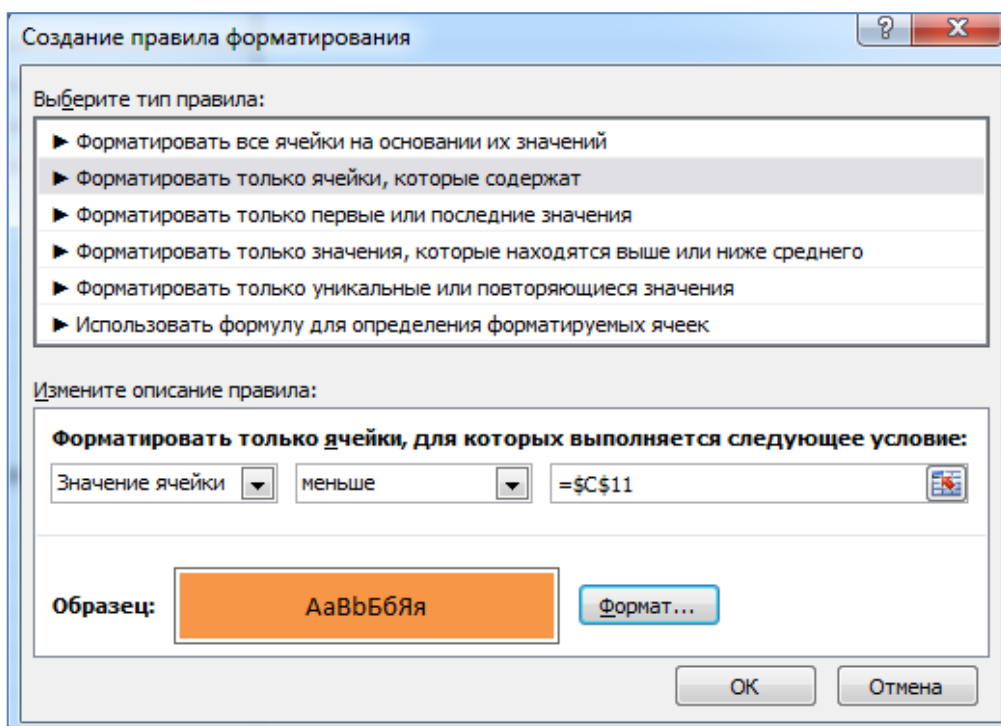 Создание правила форматирования
Выберите тип правила:
► Форматировать все ячейки на основании их значений
► Форматировать только ячейки, которые содержат
► Форматировать только первые или последние значения
► Форматировать только значения, которые находятся выше или ниже среднего
► Форматировать только уникальные или повторяющиеся значения
► Использовать формулу для определения форматируемых ячеек
Измените описание правила:
Форматировать только ячейки, для которых выполняется следующее условие:
Значение ячейки меньше =$C$11
Образец: АаВbБбЯя Формат...
ОК Отмена